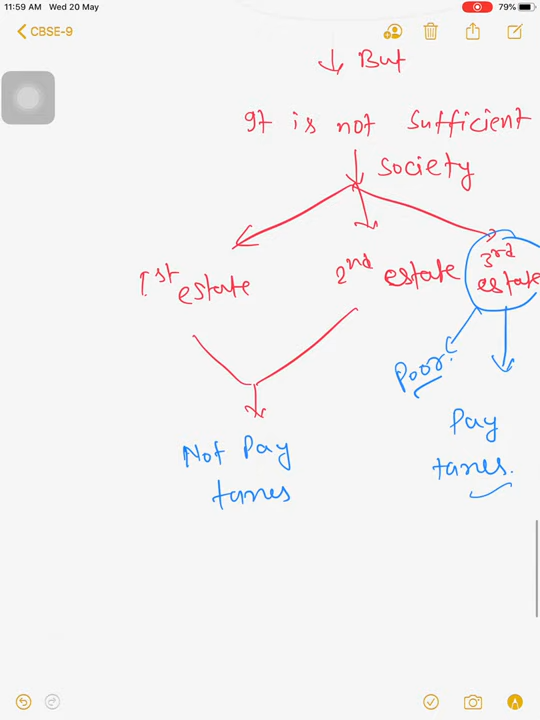 11:59 AM Wed 20 May
79%
CBSE-9
But
It is not sufficient
society
1st estate
2nd estate
3rd estate
Poor.
Not Pay
taxes
Pay
taxes.